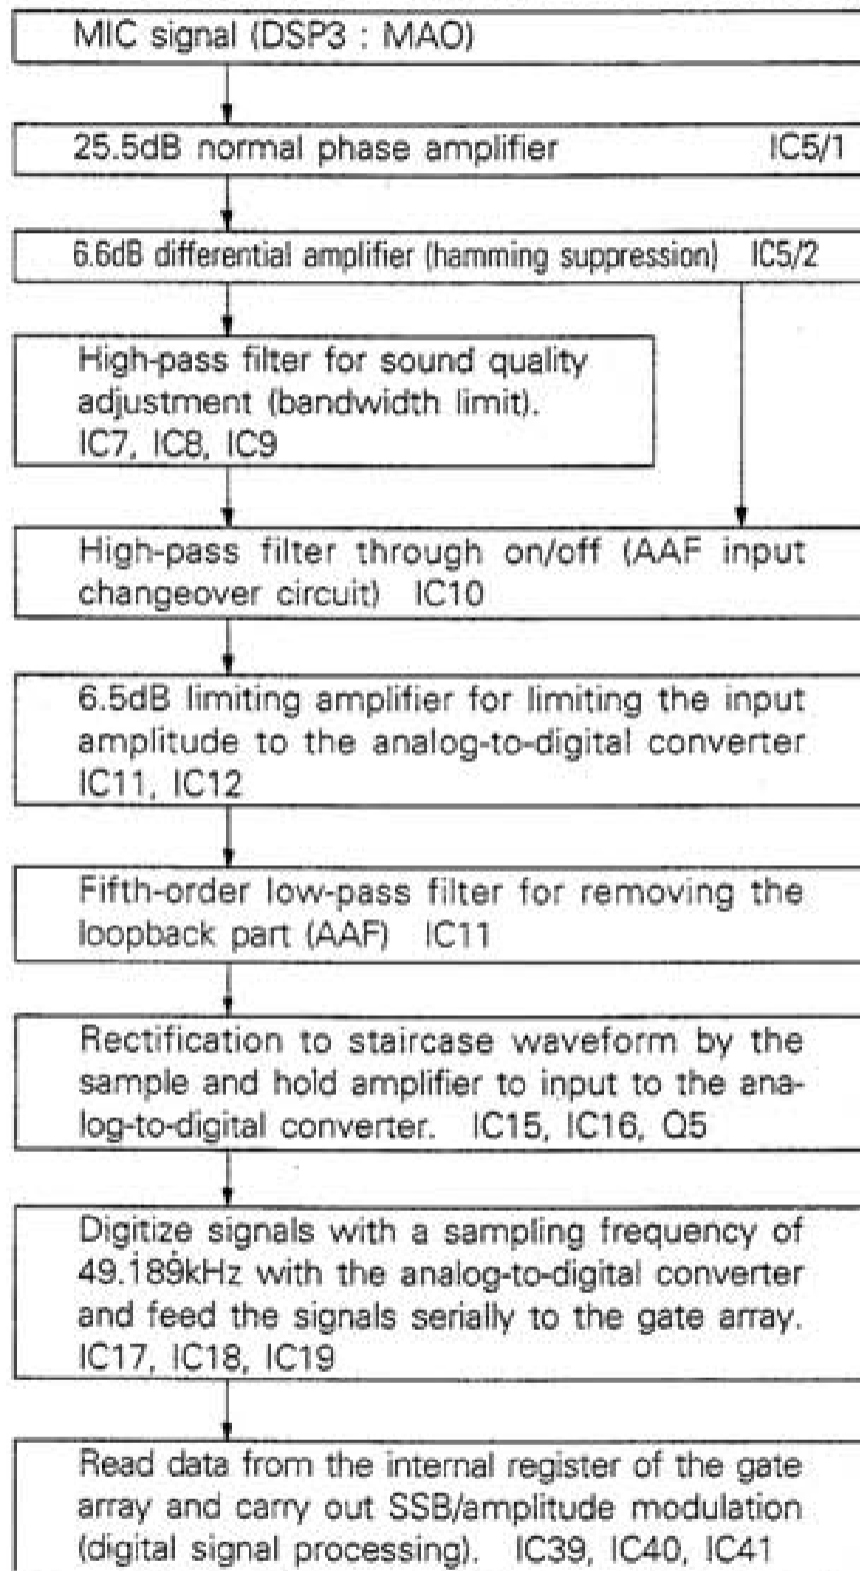 MIC signal (DSP3 : MAO)
25.5dB normal phase amplifier IC5/1
6.6dB differential amplifier (hamming suppression) IC5/2
High-pass filter for sound quality
adjustment (bandwidth limit).
IC7, IC8, IC9
High-pass filter through on/off (AAF input
changeover circuit) IC10
6.5dB limiting amplifier for limiting the input
amplitude to the analog-to-digital converter
IC11, IC12
Fifth-order low-pass filter for removing the
loopback part (AAF) IC11
Rectification to staircase waveform by the
sample and hold amplifier to input to the ana-
log-to-digital converter. IC15, IC16, Q5
Digitize signals with a sampling frequency of
49.1̇89̇kHz with the analog-to-digital converter
and feed the signals serially to the gate array.
IC17, IC18, IC19
Read data from the internal register of the gate
array and carry out SSB/amplitude modulation
(digital signal processing). IC39, IC40, IC41